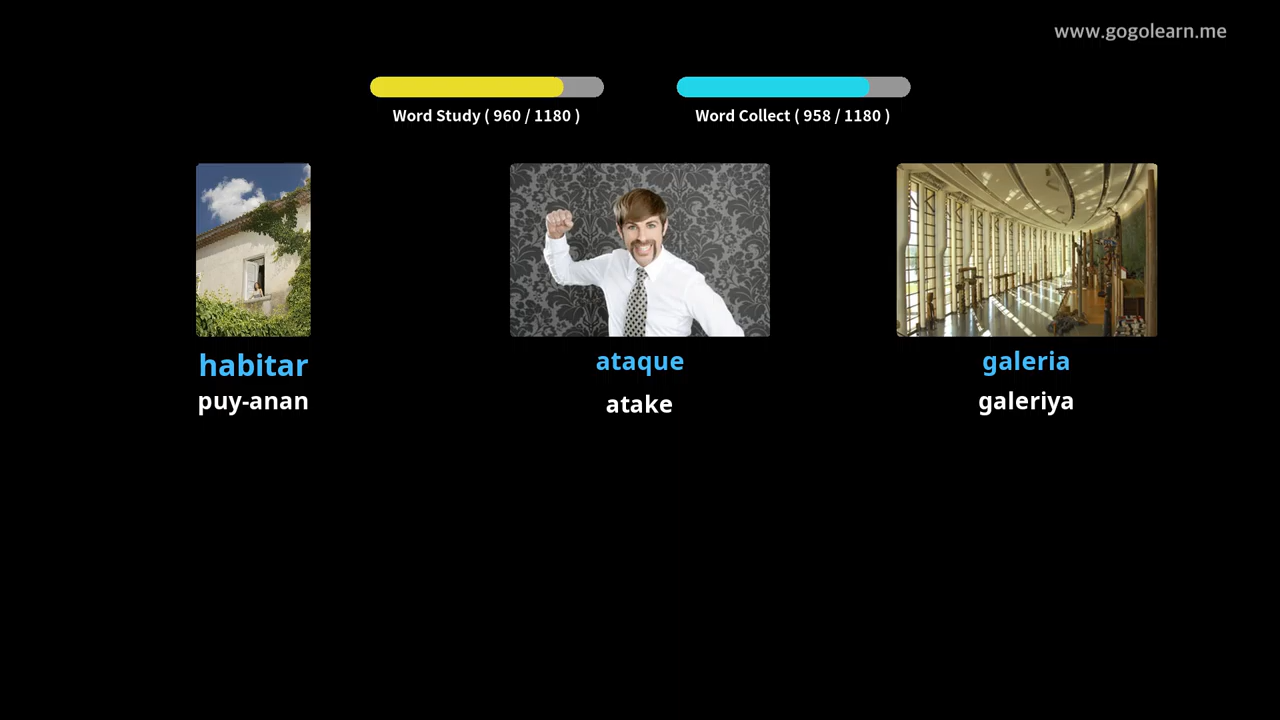 www.gogolearn.me
Word Study ( 960 / 1180 )
Word Collect ( 958 / 1180 )
habitar
puy-anan
ataque
atake
galeria
galeriya